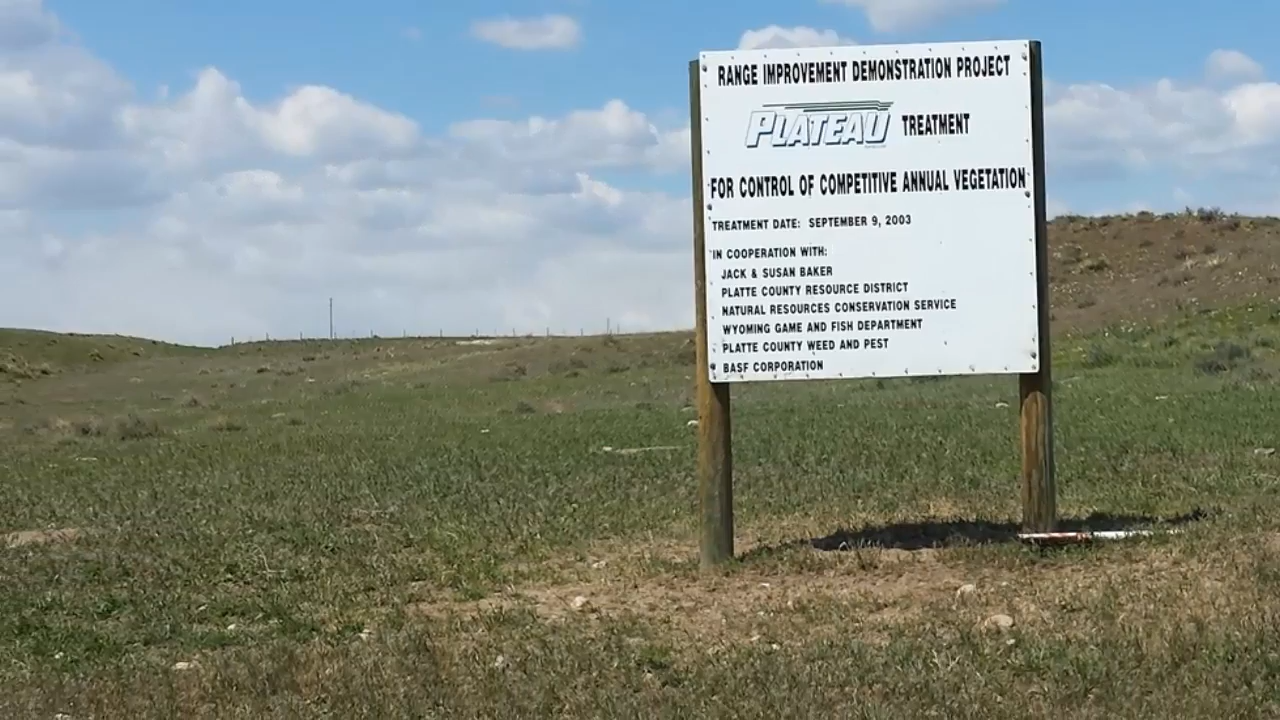 RANGE IMPROVEMENT DEMONSTRATION PROJECT
PLATEAU TREATMENT
FOR CONTROL OF COMPETITIVE ANNUAL VEGETATION
TREATMENT DATE: SEPTEMBER 9, 2003
IN COOPERATION WITH:
JACK & SUSAN BAKER
PLATTE COUNTY RESOURCE DISTRICT
NATURAL RESOURCES CONSERVATION SERVICE
WYOMING GAME AND FISH DEPARTMENT
PLATTE COUNTY WEED AND PEST
BASF CORPORATION